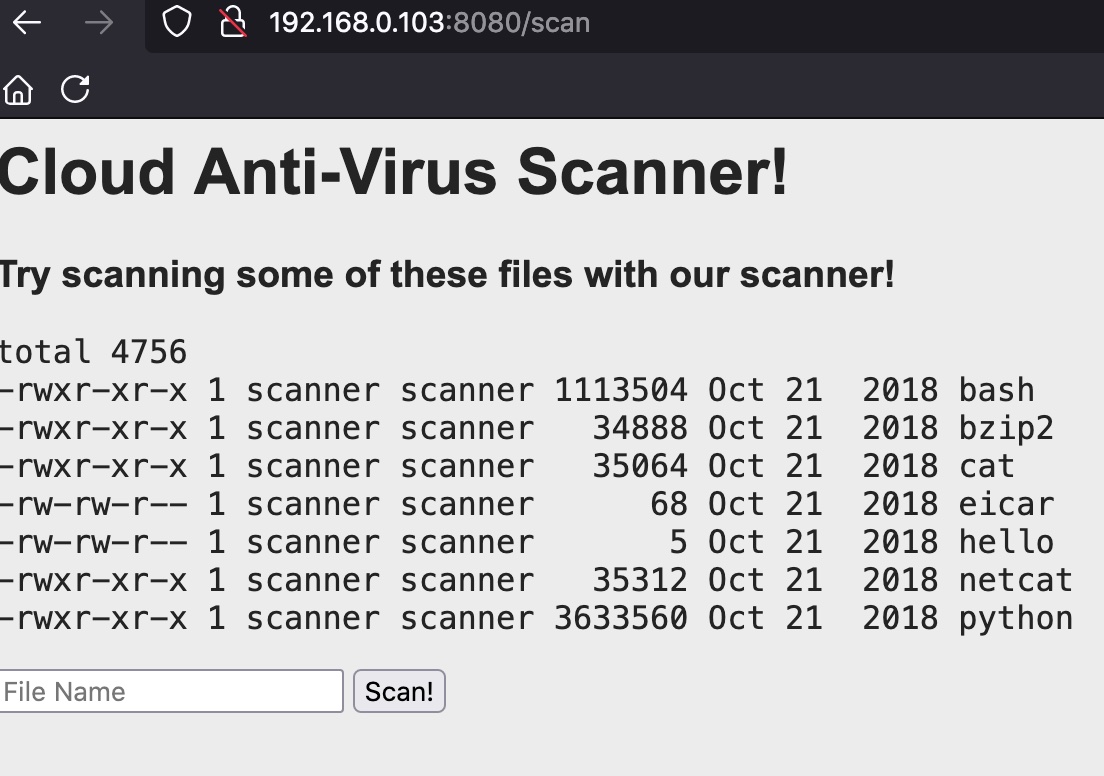 192.168.0.103:8080/scan
Cloud Anti-Virus Scanner!
Try scanning some of these files with our scanner!
total 4756
-rwxr-xr-x 1 scanner scanner 1113504 Oct 21  2018 bash
-rwxr-xr-x 1 scanner scanner   34888 Oct 21  2018 bzip2
-rwxr-xr-x 1 scanner scanner   35064 Oct 21  2018 cat
-rw-rw-r-- 1 scanner scanner      68 Oct 21  2018 eicar
-rw-rw-r-- 1 scanner scanner       5 Oct 21  2018 hello
-rwxr-xr-x 1 scanner scanner   35312 Oct 21  2018 netcat
-rwxr-xr-x 1 scanner scanner 3633560 Oct 21  2018 python
File Name Scan!